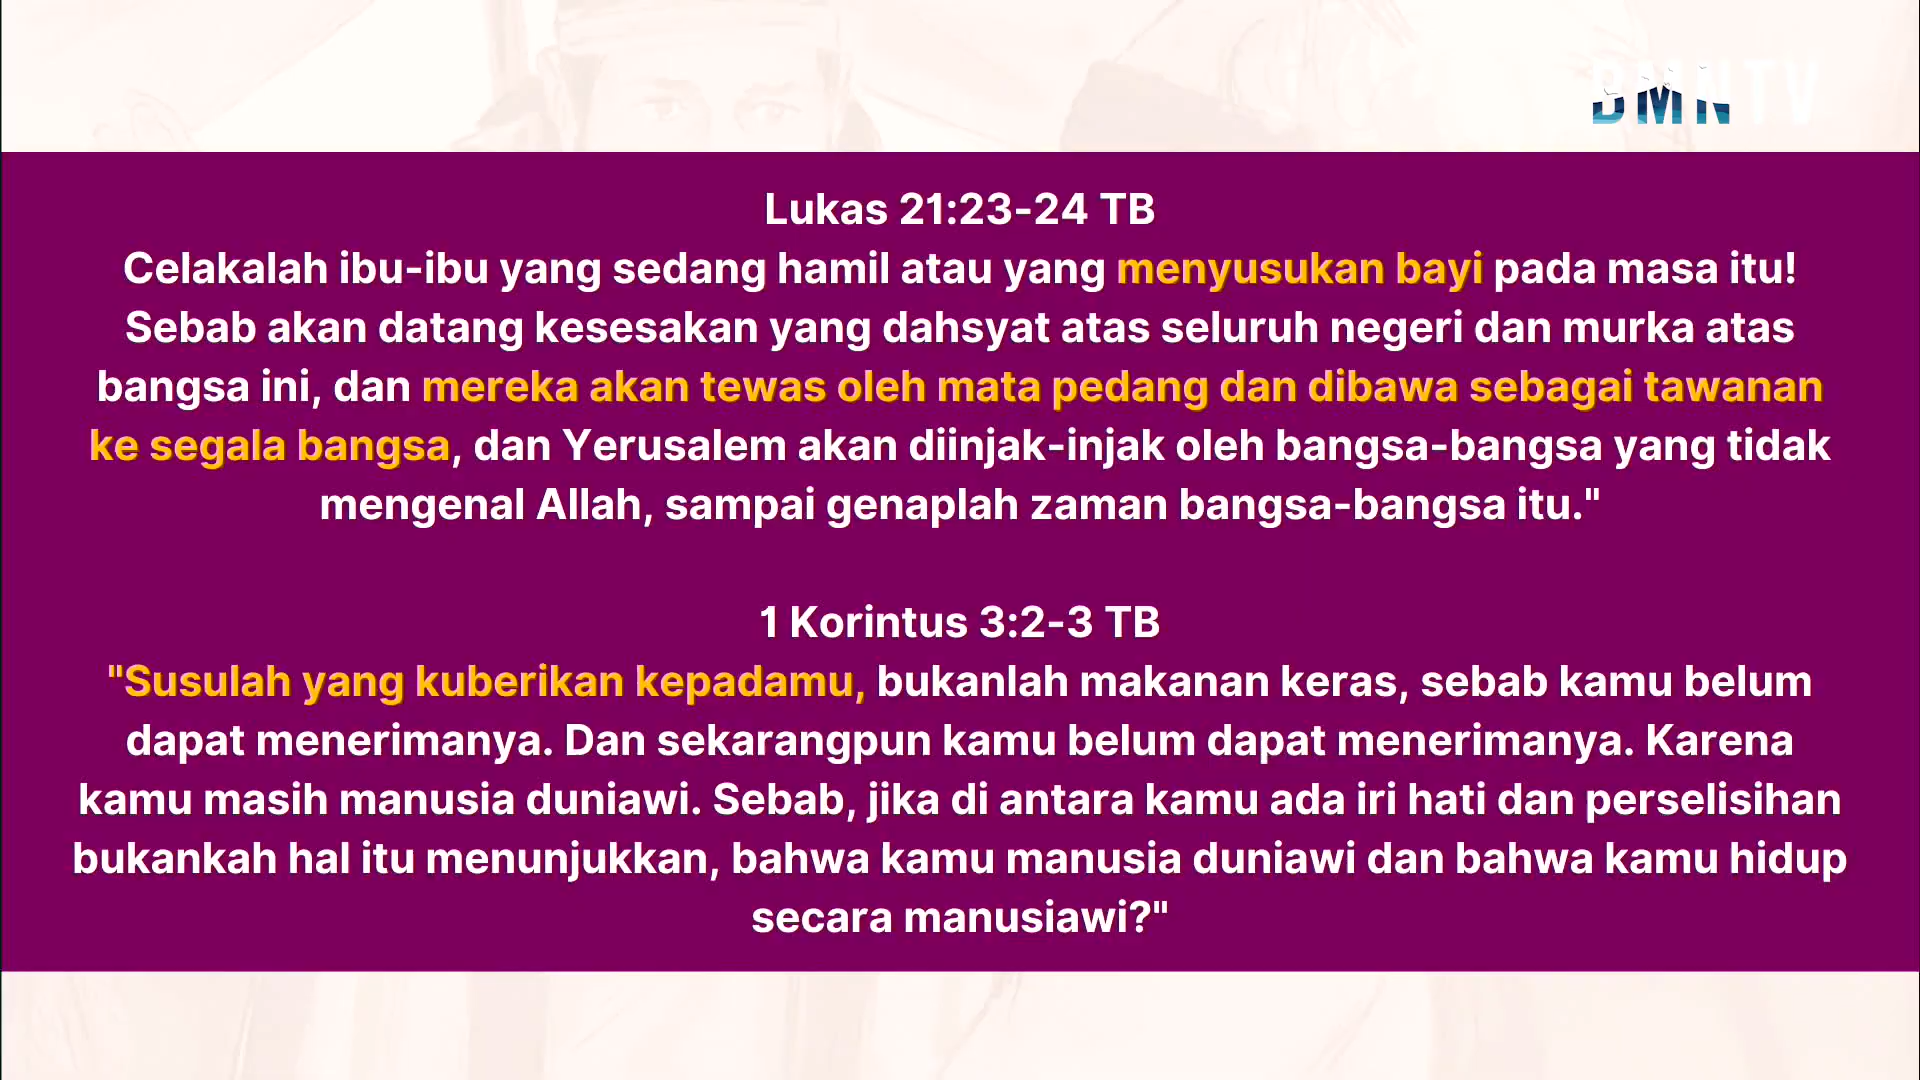 BMNTV
Lukas 21:23-24 TB
Celakalah ibu-ibu yang sedang hamil atau yang menyusukan bayi pada masa itu!
Sebab akan datang kesesakan yang dahsyat atas seluruh negeri dan murka atas
bangsa ini, dan mereka akan tewas oleh mata pedang dan dibawa sebagai tawanan
ke segala bangsa, dan Yerusalem akan diinjak-injak oleh bangsa-bangsa yang tidak
mengenal Allah, sampai genaplah zaman bangsa-bangsa itu."
1 Korintus 3:2-3 TB
"Susulah yang kuberikan kepadamu, bukanlah makanan keras, sebab kamu belum
dapat menerimanya. Dan sekarangpun kamu belum dapat menerimanya. Karena
kamu masih manusia duniawi. Sebab, jika di antara kamu ada iri hati dan perselisihan
bukankah hal itu menunjukkan, bahwa kamu manusia duniawi dan bahwa kamu hidup
secara manusiawi?"